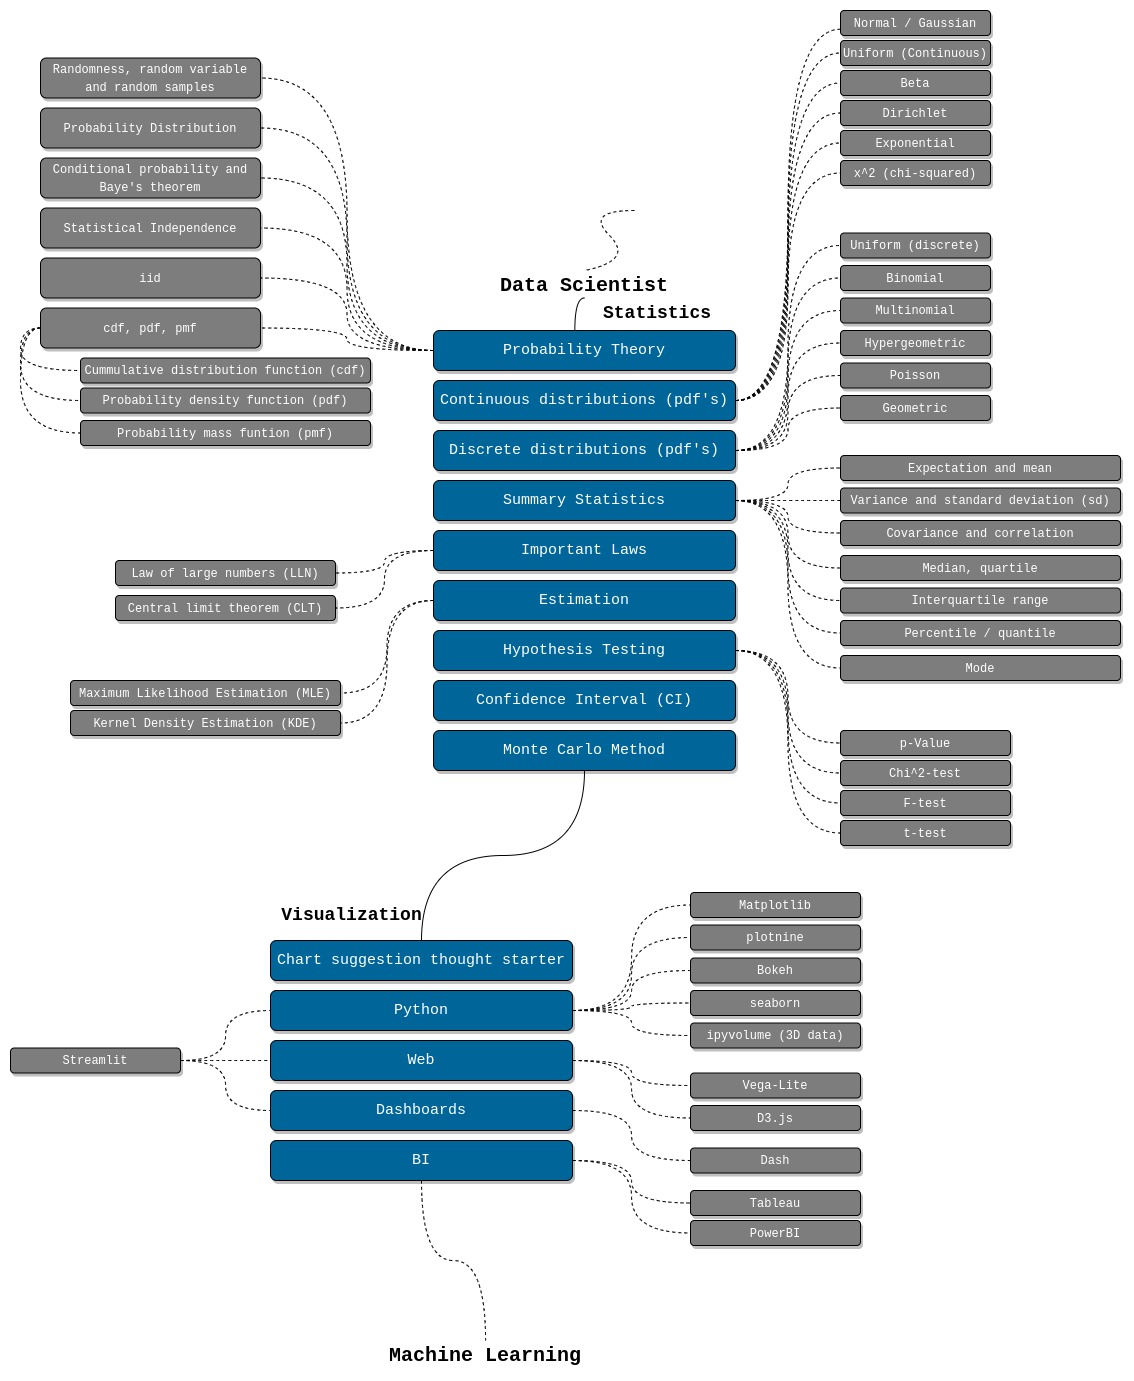 Data Scientist
Statistics
Probability Theory
Randomness, random variable
and random samples
Probability Distribution
Conditional probability and
Baye's theorem
Statistical Independence
iid
cdf, pdf, pmf
Cummulative distribution function (cdf)
Probability density function (pdf)
Probability mass funtion (pmf)
Continuous distributions (pdf's)
Normal / Gaussian
Uniform (Continuous)
Beta
Dirichlet
Exponential
x^2 (chi-squared)
Discrete distributions (pdf's)
Uniform (discrete)
Binomial
Multinomial
Hypergeometric
Poisson
Geometric
Summary Statistics
Expectation and mean
Variance and standard deviation (sd)
Covariance and correlation
Median, quartile
Interquartile range
Percentile / quantile
Mode
Important Laws
Law of large numbers (LLN)
Central limit theorem (CLT)
Estimation
Maximum Likelihood Estimation (MLE)
Kernel Density Estimation (KDE)
Hypothesis Testing
p-Value
Chi^2-test
F-test
t-test
Confidence Interval (CI)
Monte Carlo Method
Visualization
Chart suggestion thought starter
Python
Matplotlib
plotnine
Bokeh
seaborn
ipyvolume (3D data)
Streamlit
Web
Vega-Lite
D3.js
Dashboards
Dash
BI
Tableau
PowerBI
Machine Learning